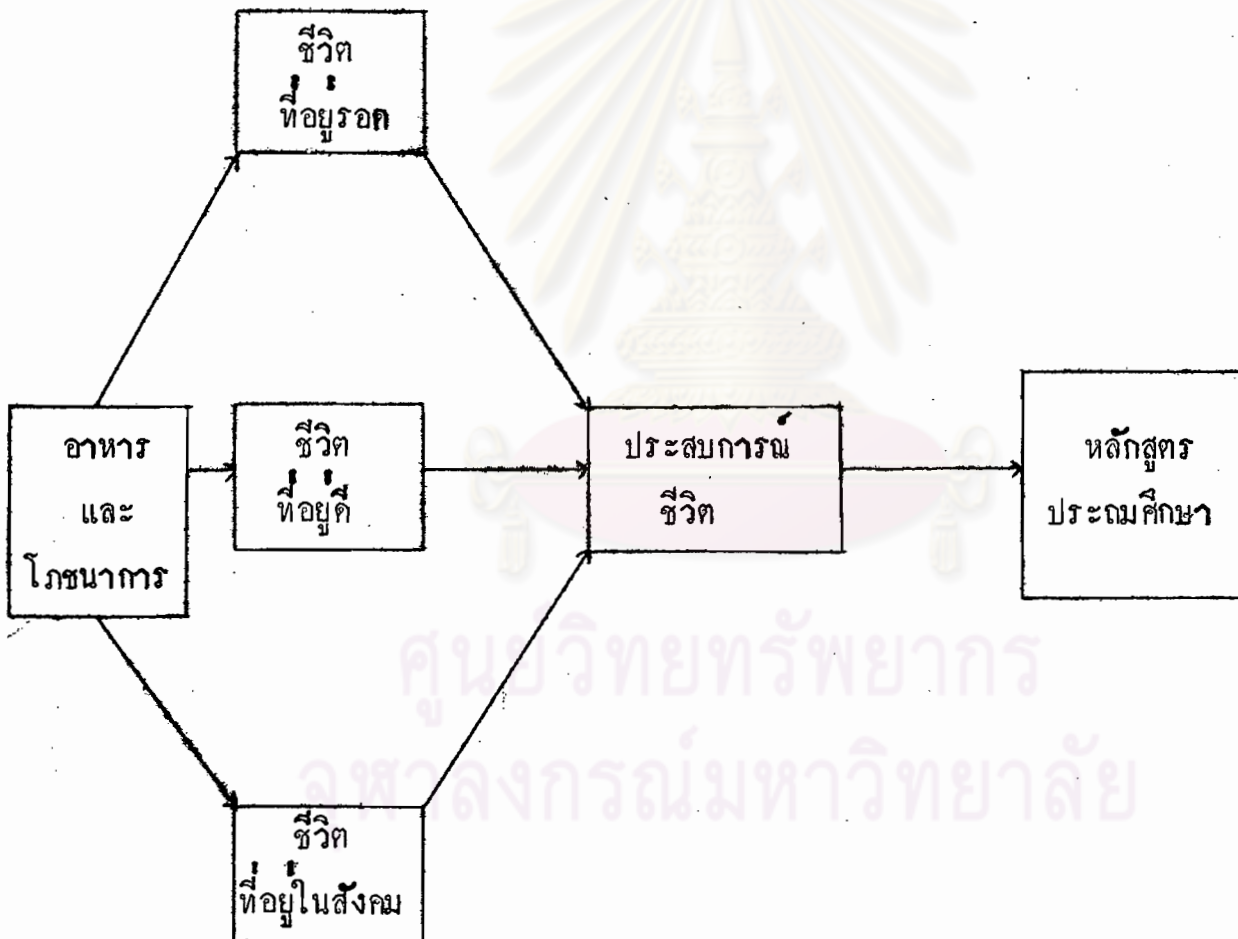 ชีวิต
ที่อยู่รอด
อาหาร
และ
โภชนาการ
ชีวิต
ที่อยู่ดี
ประสบการณ์
ชีวิต
หลักสูตร
ประถมศึกษา
ศูนย์วิทยทรัพยากร
จุฬาลงกรณ์มหาวิทยาลัย
ชีวิต
ที่อยู่ในสังคม